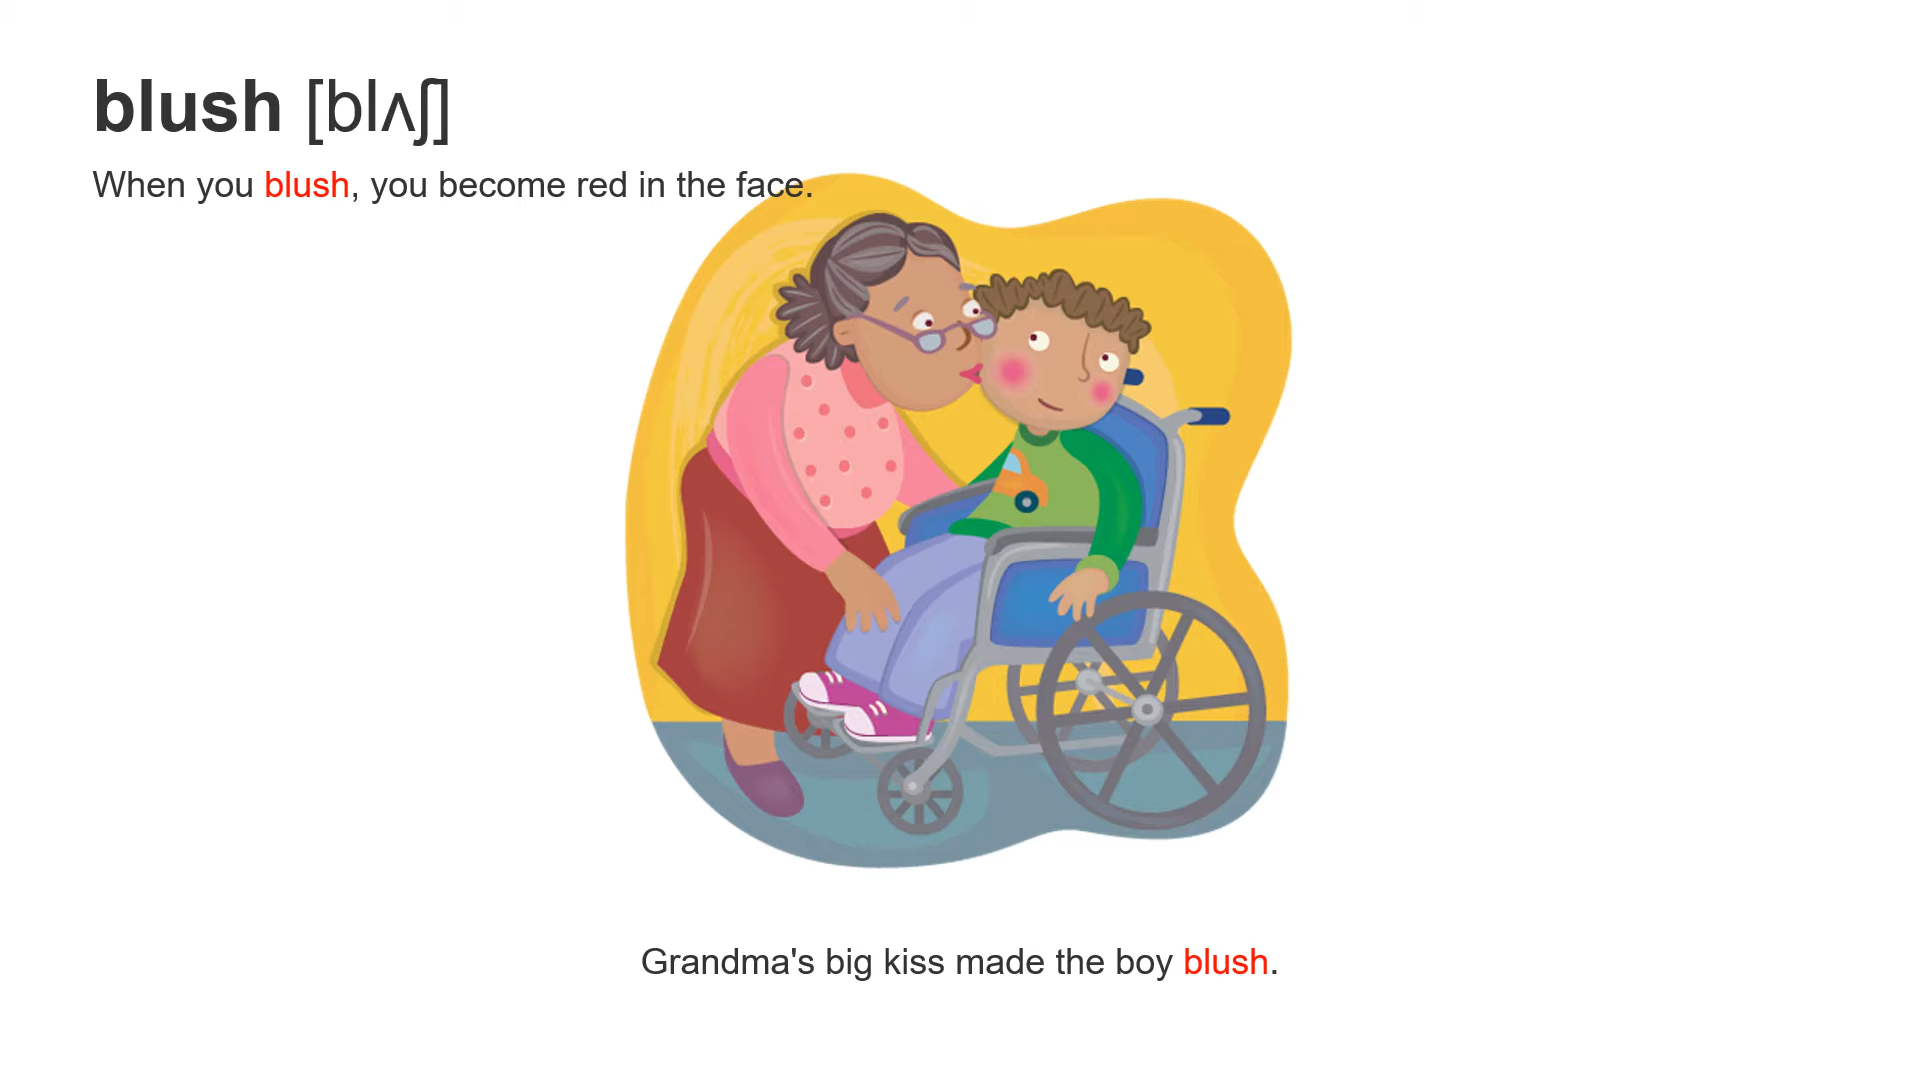 blush [blʌʃ]
When you blush, you become red in the face.
Grandma's big kiss made the boy blush.